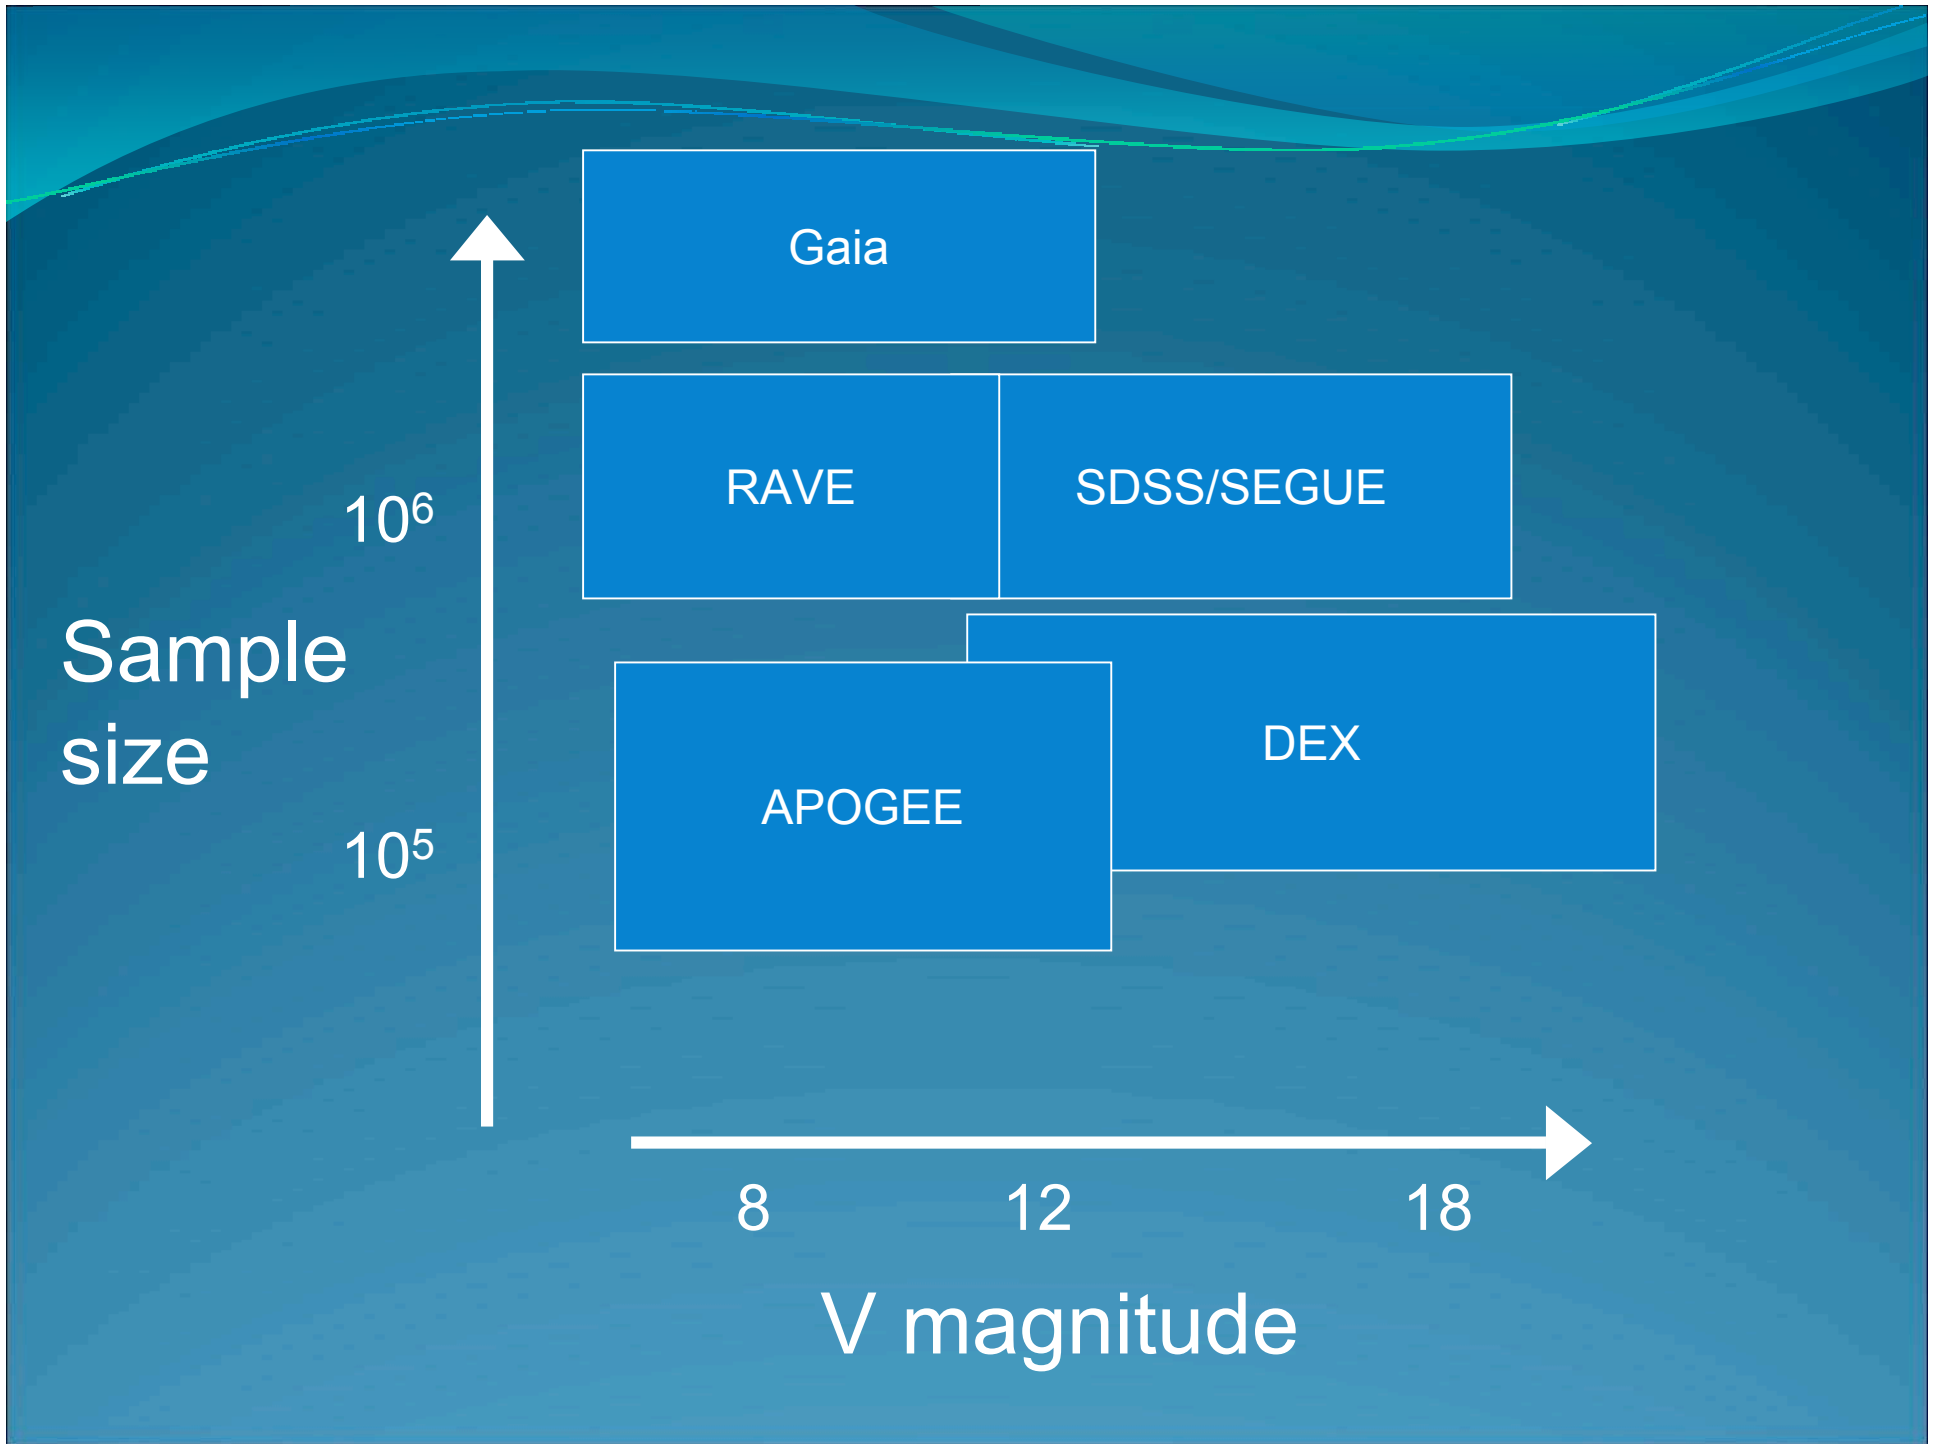 Gaia
RAVE
SDSS/SEGUE
10⁶
Sample
size
DEX
APOGEE
10⁵
8 12 18
V magnitude